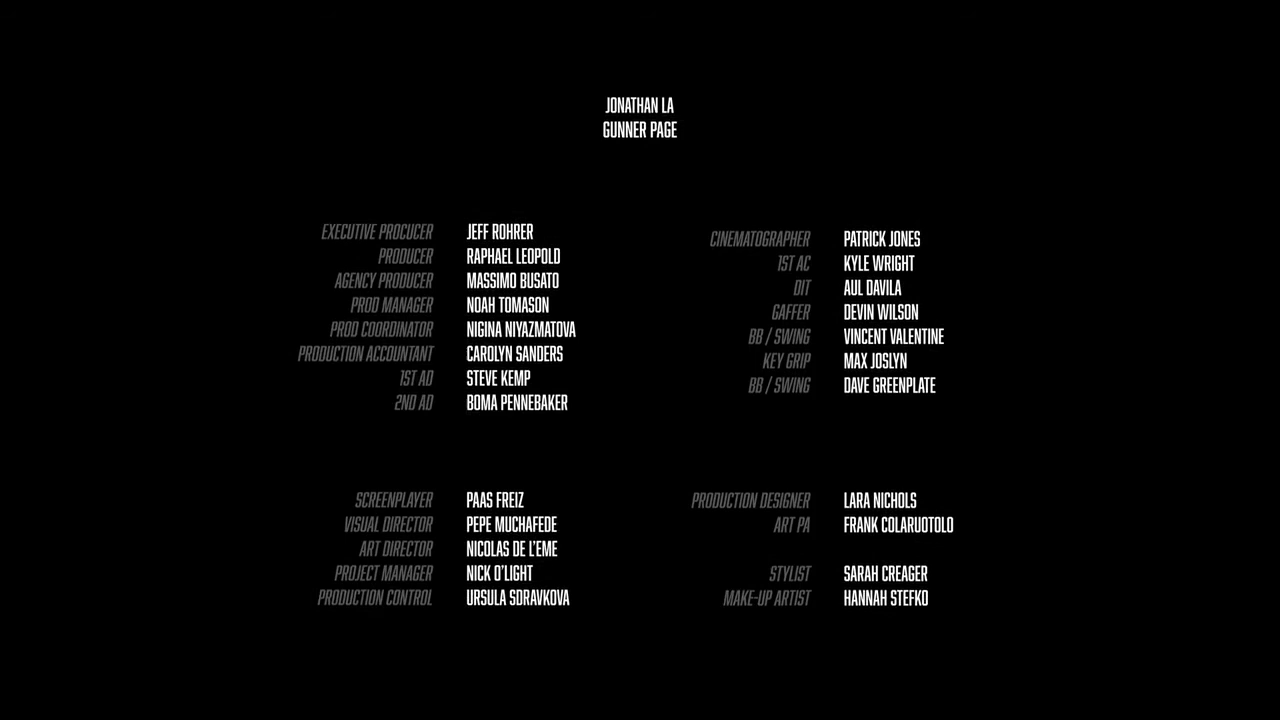 JONATHAN LA
GUNNER PAGE
EXECUTIVE PROCUCER JEFF ROHRER
PRODUCER RAPHAEL LEOPOLD
AGENCY PRODUCER MASSIMO BUSATO
PROD MANAGER NOAH TOMASON
PROD COORDINATOR NIGINA NIYAZMATOVA
PRODUCTION ACCOUNTANT CAROLYN SANDERS
1ST AD STEVE KEMP
2ND AD BOMA PENNEBAKER
CINEMATOGRAPHER PATRICK JONES
1ST AC KYLE WRIGHT
DIT AUL DAVILA
GAFFER DEVIN WILSON
BB / SWING VINCENT VALENTINE
KEY GRIP MAX JOSLYN
BB / SWING DAVE GREENPLATE
SCREENPLAYER PAAS FREIZ
VISUAL DIRECTOR PEPE MUCHAFEDE
ART DIRECTOR NICOLAS DE L'EME
PROJECT MANAGER NICK O'LIGHT
PRODUCTION CONTROL URSULA SDRAVKOVA
PRODUCTION DESIGNER LARA NICHOLS
ART PA FRANK COLARUOTOLO
STYLIST SARAH CREAGER
MAKE-UP ARTIST HANNAH STEFKO